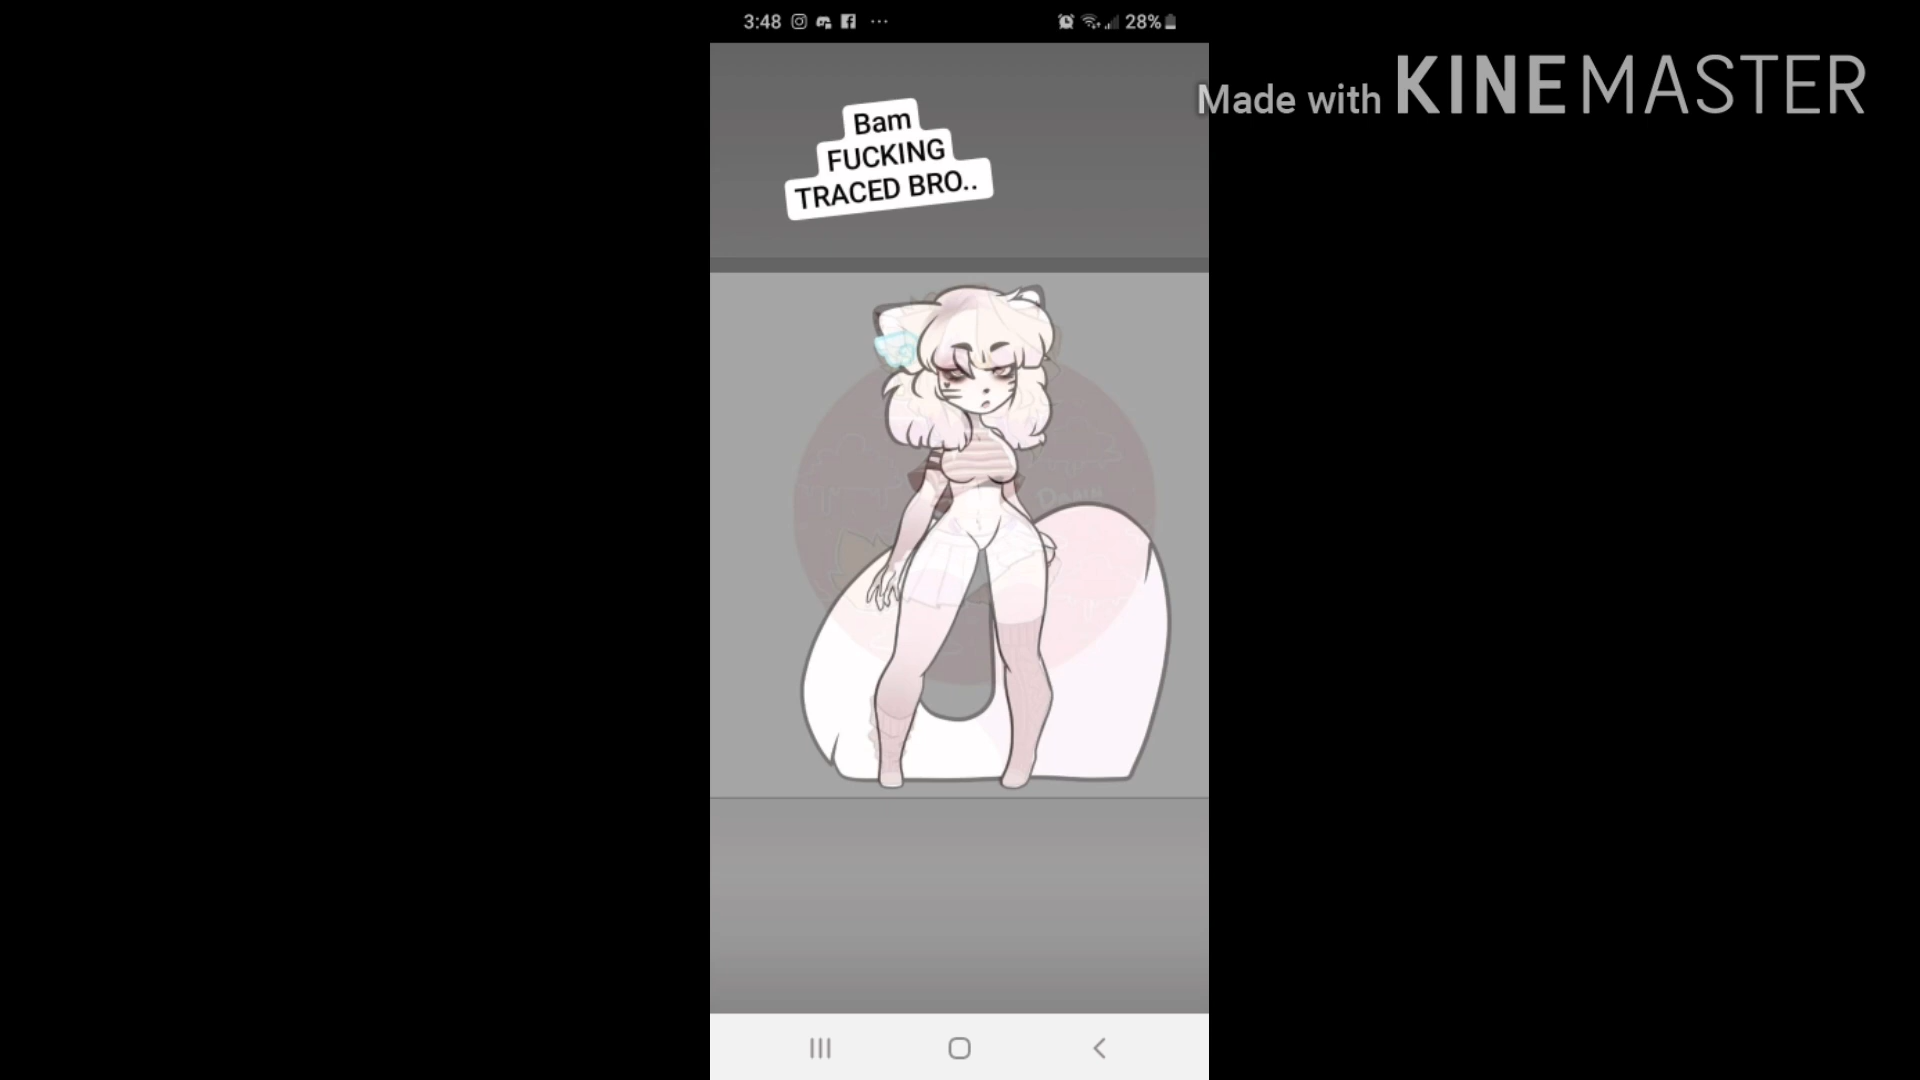 3:48
28%
Made with KINEMASTER
Bam
FUCKING
TRACED BRO..